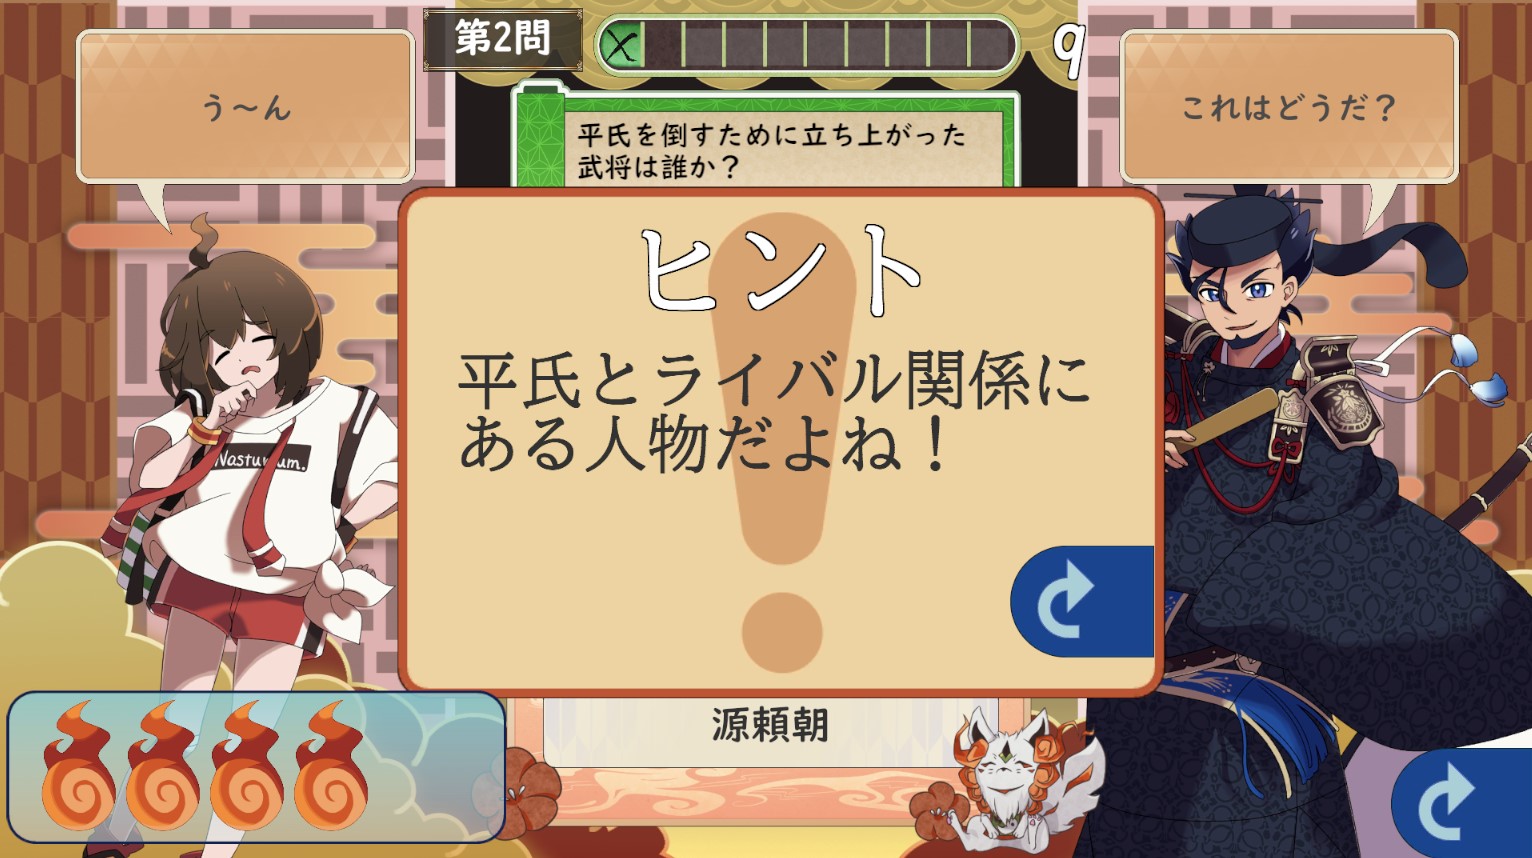 第2問
9
う～ん
これはどうだ？
平氏を倒すために立ち上がった
武将は誰か？
ヒント
平氏とライバル関係に
ある人物だよね！
源頼朝